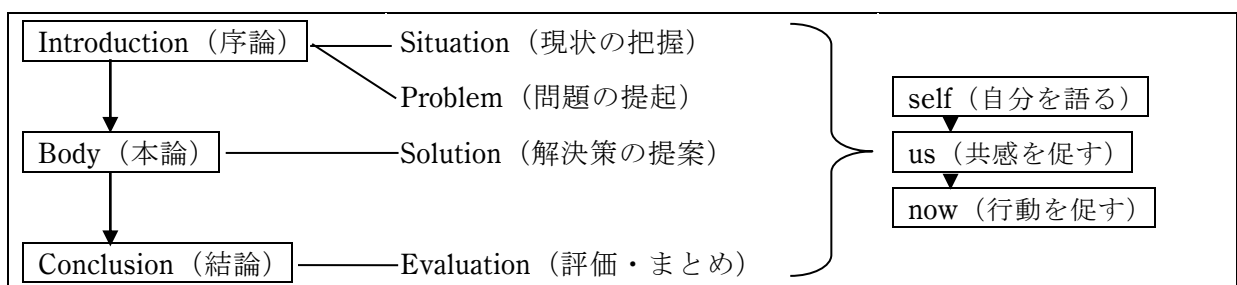 Introduction（序論）
Situation（現状の把握）
Problem（問題の提起）
self（自分を語る）
Body（本論）
Solution（解決策の提案）
us（共感を促す）
now（行動を促す）
Conclusion（結論）
Evaluation（評価・まとめ）